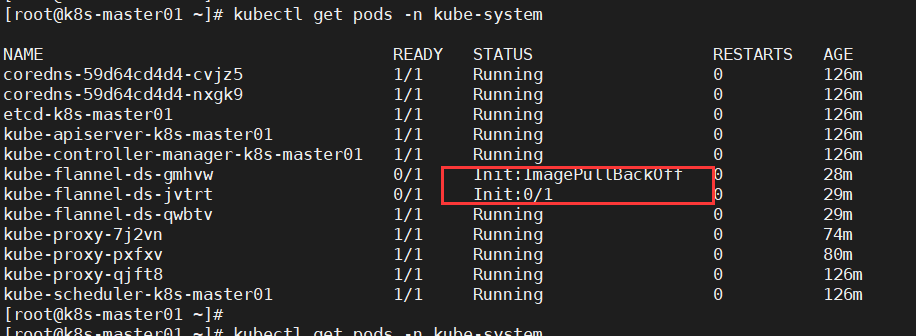 [root@k8s-master01 ~]# kubectl get pods -n kube-system
NAME READY STATUS RESTARTS AGE
coredns-59d64cd4d4-cvjz5 1/1 Running 0 126m
coredns-59d64cd4d4-nxgk9 1/1 Running 0 126m
etcd-k8s-master01 1/1 Running 0 126m
kube-apiserver-k8s-master01 1/1 Running 0 126m
kube-controller-manager-k8s-master01 1/1 Running 0 126m
kube-flannel-ds-gmhvw 0/1 Init:ImagePullBackOff 0 28m
kube-flannel-ds-jvtrt 0/1 Init:0/1 0 29m
kube-flannel-ds-qwbtv 1/1 Running 0 29m
kube-proxy-7j2vn 1/1 Running 0 74m
kube-proxy-pxfxv 1/1 Running 0 80m
kube-proxy-qjft8 1/1 Running 0 126m
kube-scheduler-k8s-master01 1/1 Running 0 126m
[root@k8s-master01 ~]#
[root@k8s-master01 ~]# kubectl get pods -n kube-system